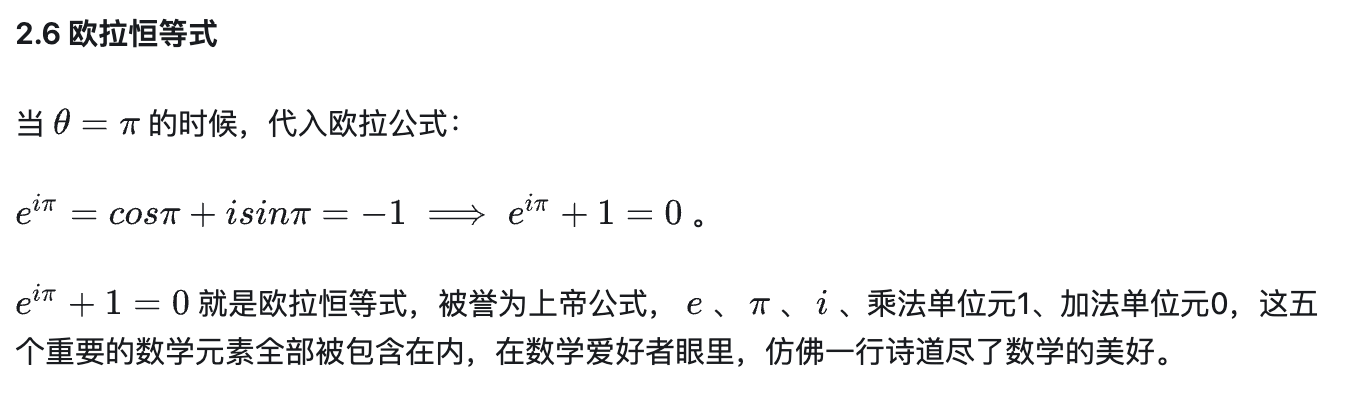 2.6 欧拉恒等式
当 $\theta = \pi$ 的时候，代入欧拉公式：
$e^{i\pi} = cos\pi + isin\pi = -1 \implies e^{i\pi} + 1 = 0$ 。
$e^{i\pi} + 1 = 0$ 就是欧拉恒等式，被誉为上帝公式， $e$ 、 $\pi$ 、 $i$ 、乘法单位元1、加法单位元0，这五
个重要的数学元素全部被包含在内，在数学爱好者眼里，仿佛一行诗道尽了数学的美好。